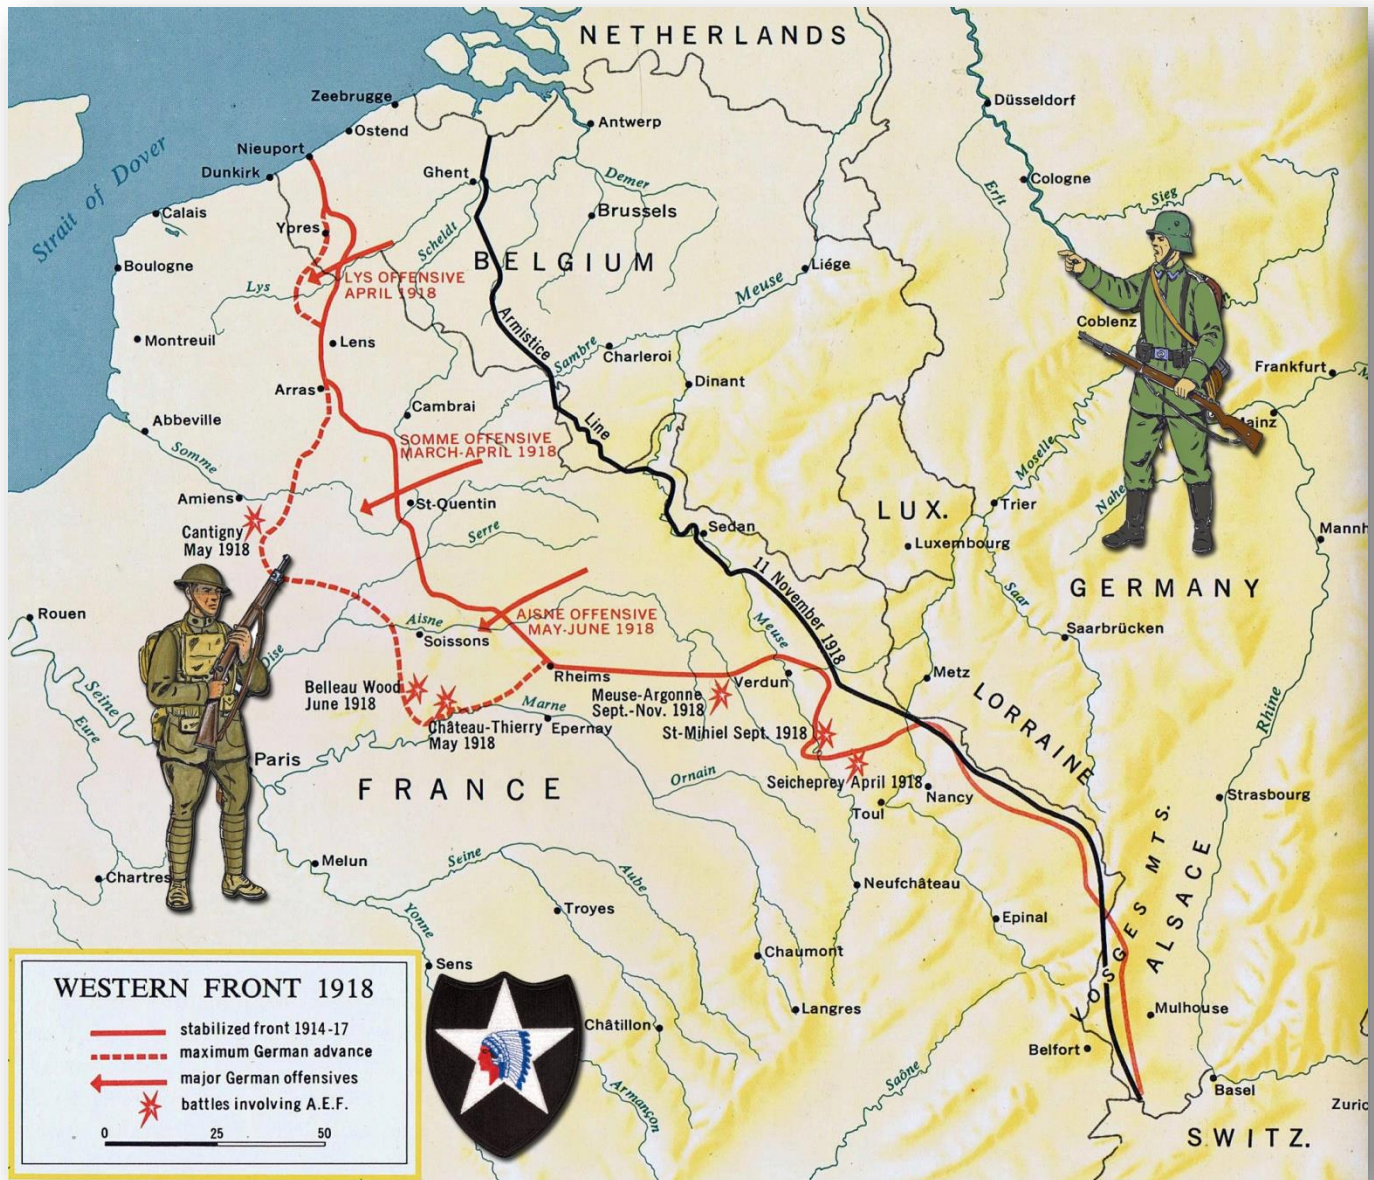 NETHERLANDS
Zeebrugge
Ostend
Nieuport
Dunkirk
Strait of Dover
Calais
Boulogne
Ypres
Ghent
Antwerp
Demer
Brussels
Scheldt
BELGIUM
Düsseldorf
Cologne
Erft
Sieg
Liége
Meuse
LYS OFFENSIVE
APRIL 1918
Lys
Montreuil
Lens
Armistice
Line
Sambre
Charleroi
Dinant
Coblenz
Frankfurt
ainz
Arras
Cambrai
Abbeville
Somme
SOMME OFFENSIVE
MARCH-APRIL 1918
Moselle
Nahe
Amiens
St-Quentin
Cantigny
May 1918
Serre
Sedan
LUX.
Luxembourg
Trier
Mannh
11 November 1918
Saar
GERMANY
Rouen
Aisne
Soissons
AISNE OFFENSIVE
MAY-JUNE 1918
Meuse
Saarbrücken
Oise
Seine
Eure
Belleau Wood
June 1918
Rheims
Meuse-Argonne
Sept.-Nov. 1918
Verdun
Metz
LORRAINE
Rhine
Marne
Château-Thierry
May 1918
Epernay
St-Mihiel Sept. 1918
Paris
FRANCE
Ornain
Seicheprey April 1918
Toul
Nancy
Strasbourg
VOSGES MTS.
ALSACE
Melun
Seine
Aube
Chartres
Neufchâteau
Troyes
Yonne
Epinal
Chaumont
Sens
Langres
Châtillon
Mulhouse
Belfort
Saône
Armançon
Basel
Zuric
SWITZ.
WESTERN FRONT 1918
stabilized front 1914-17
maximum German advance
major German offensives
battles involving A.E.F.
0 25 50